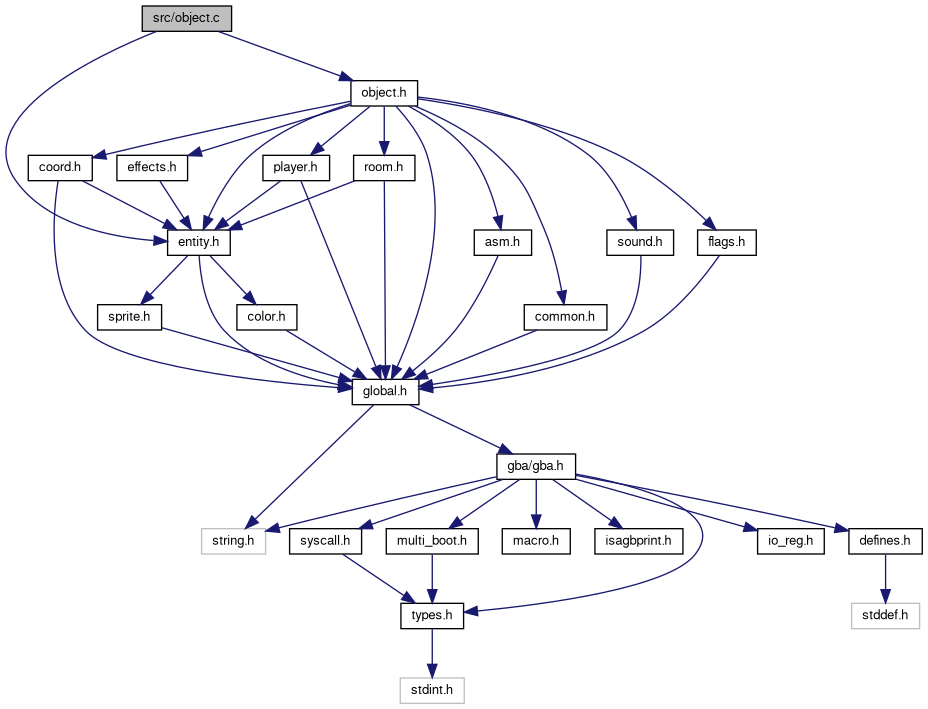 src/object.c
object.h
coord.h
effects.h
player.h
room.h
entity.h
asm.h
sound.h
flags.h
sprite.h
color.h
common.h
global.h
gba/gba.h
string.h
syscall.h
multi_boot.h
macro.h
isagbprint.h
io_reg.h
defines.h
types.h
stddef.h
stdint.h